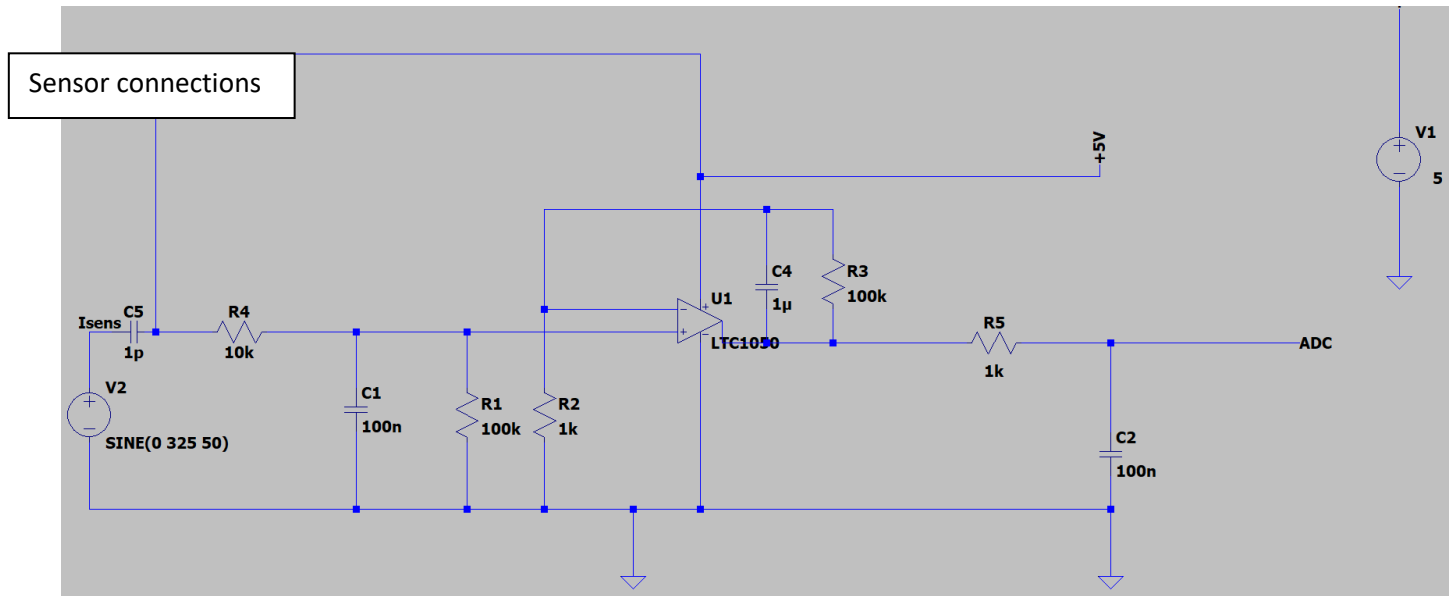 Sensor connections
+5V
V1
5
C4
1µ
R3
100k
U1
LTC1050
Isens
C5
1p
R4
10k
R5
1k
ADC
V2
SINE(0 325 50)
C1
100n
R1
100k
R2
1k
C2
100n